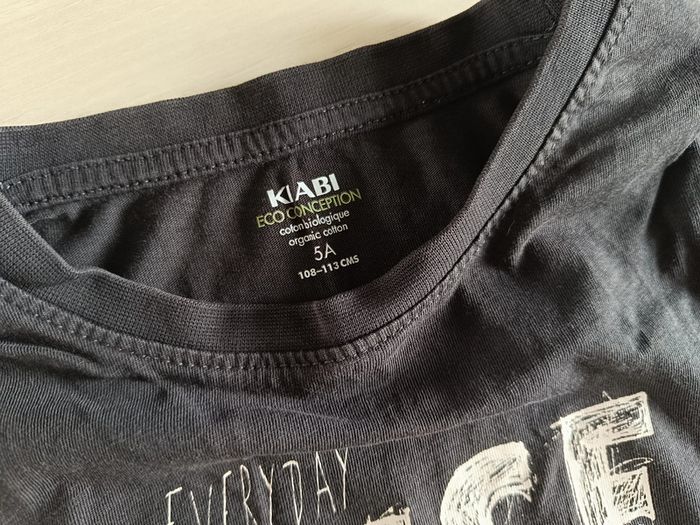 KIABI
ECO CONCEPTION
coton biologique
organic cotton
5A
108-113 CMS
EVERYDAY